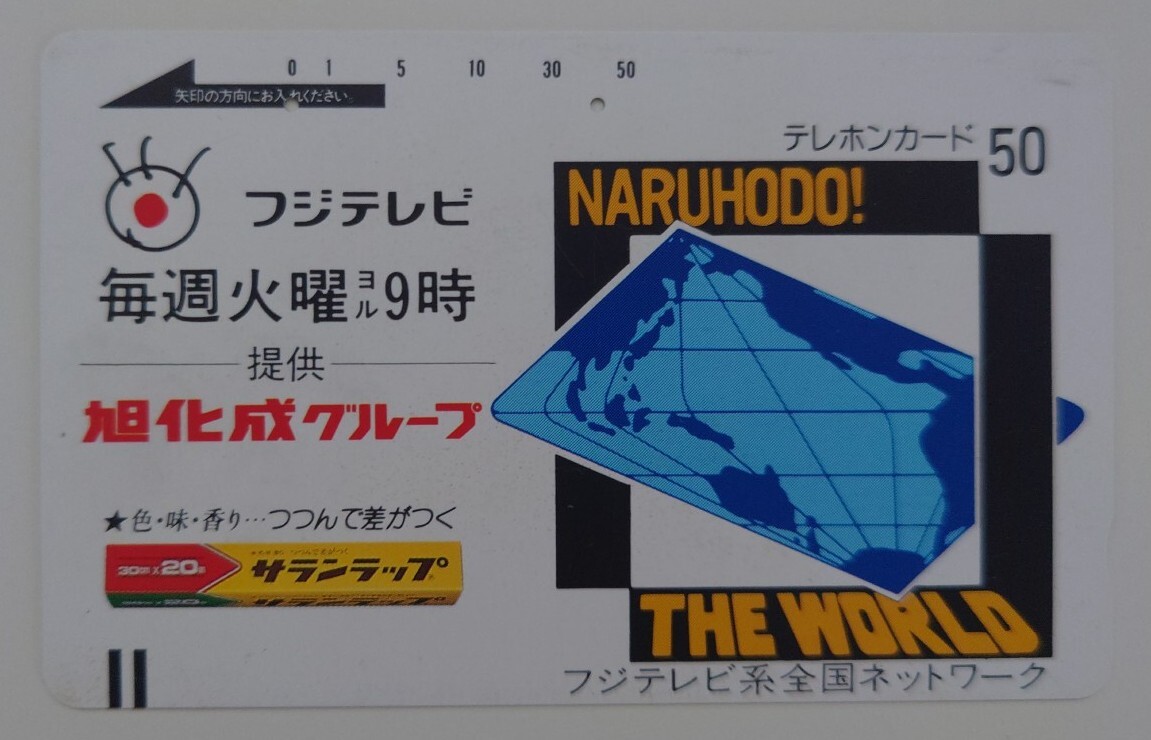 0 1 5 10 30 50
矢印の方向にお入れください。
テレホンカード 50
フジテレビ
毎週火曜ヨル9時
提供
旭化成グループ
★色・味・香り…つつんで差がつく
30cm×20m サランラップ
NARUHODO!
THE WORLD
フジテレビ系全国ネットワーク